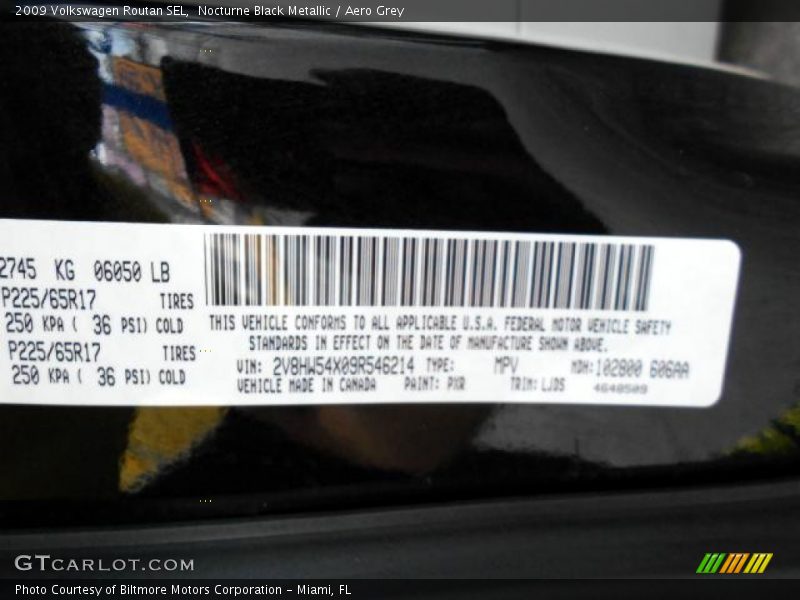 2009 Volkswagen Routan SEL,  Nocturne Black Metallic / Aero Grey
2745 KG 06050 LB
P225/65R17 TIRES
250 KPA ( 36 PSI) COLD
P225/65R17 TIRES
250 KPA ( 36 PSI) COLD
THIS VEHICLE CONFORMS TO ALL APPLICABLE U.S.A. FEDERAL MOTOR VEHICLE SAFETY
STANDARDS IN EFFECT ON THE DATE OF MANUFACTURE SHOWN ABOVE.
VIN: 2V8HW54X09R546214 TYPE: MPV MDH:102800 606AA
VEHICLE MADE IN CANADA PAINT: PXR TRIM:LJDS 4648509
GTCARLOT.COM
Photo Courtesy of Biltmore Motors Corporation - Miami, FL